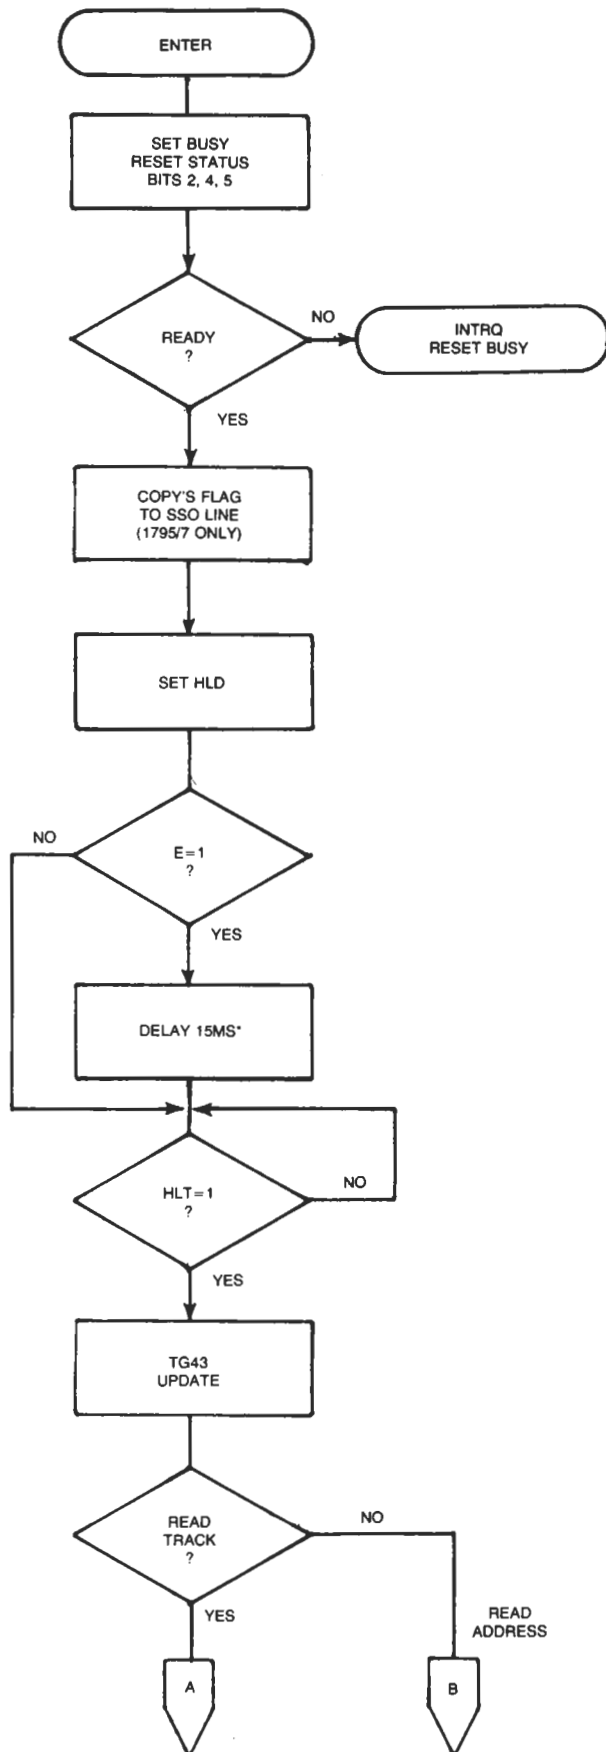 ENTER
SET BUSY
RESET STATUS
BITS 2, 4, 5
READY
?
NO
INTRQ
RESET BUSY
YES
COPY'S FLAG
TO SSO LINE
(1795/7 ONLY)
SET HLD
NO
E=1
?
YES
DELAY 15MS*
HLT=1
?
NO
YES
TG43
UPDATE
READ
TRACK
?
NO
YES
READ
ADDRESS
A
B